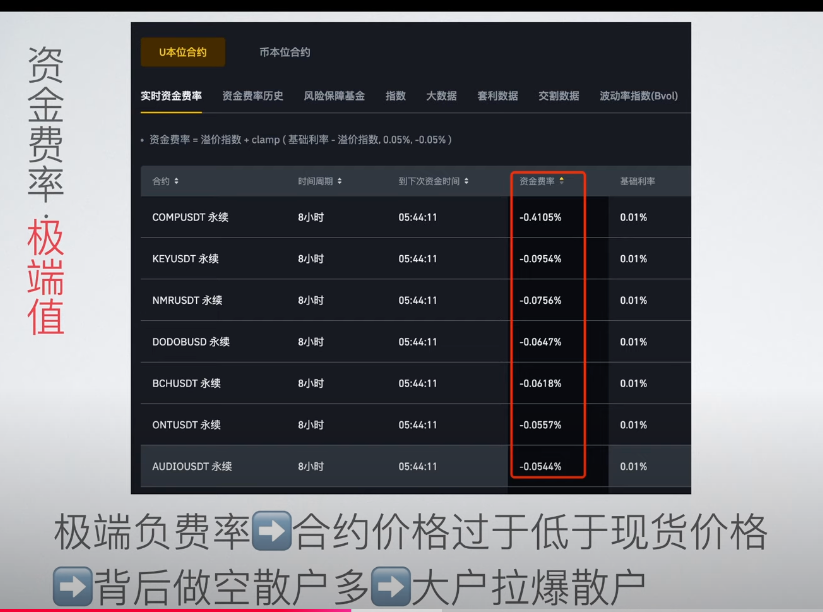 资金费率·极端值
U本位合约 币本位合约
实时资金费率 资金费率历史 风险保障基金 指数 大数据 套利数据 交割数据 波动率指数(Bvol)
• 资金费率 = 溢价指数 + clamp ( 基础利率 - 溢价指数, 0.05%, -0.05% )
合约 时间周期 到下次资金时间 资金费率 基础利率
COMPUSDT 永续 8小时 05:44:11 -0.4105% 0.01%
KEYUSDT 永续 8小时 05:44:11 -0.0954% 0.01%
NMRUSDT 永续 8小时 05:44:11 -0.0756% 0.01%
DODOBUSD 永续 8小时 05:44:11 -0.0647% 0.01%
BCHUSDT 永续 8小时 05:44:11 -0.0618% 0.01%
ONTUSDT 永续 8小时 05:44:11 -0.0557% 0.01%
AUDIOUSDT 永续 8小时 05:44:11 -0.0544% 0.01%
极端负费率➡️合约价格过于低于现货价格
➡️背后做空散户多➡️大户拉爆散户